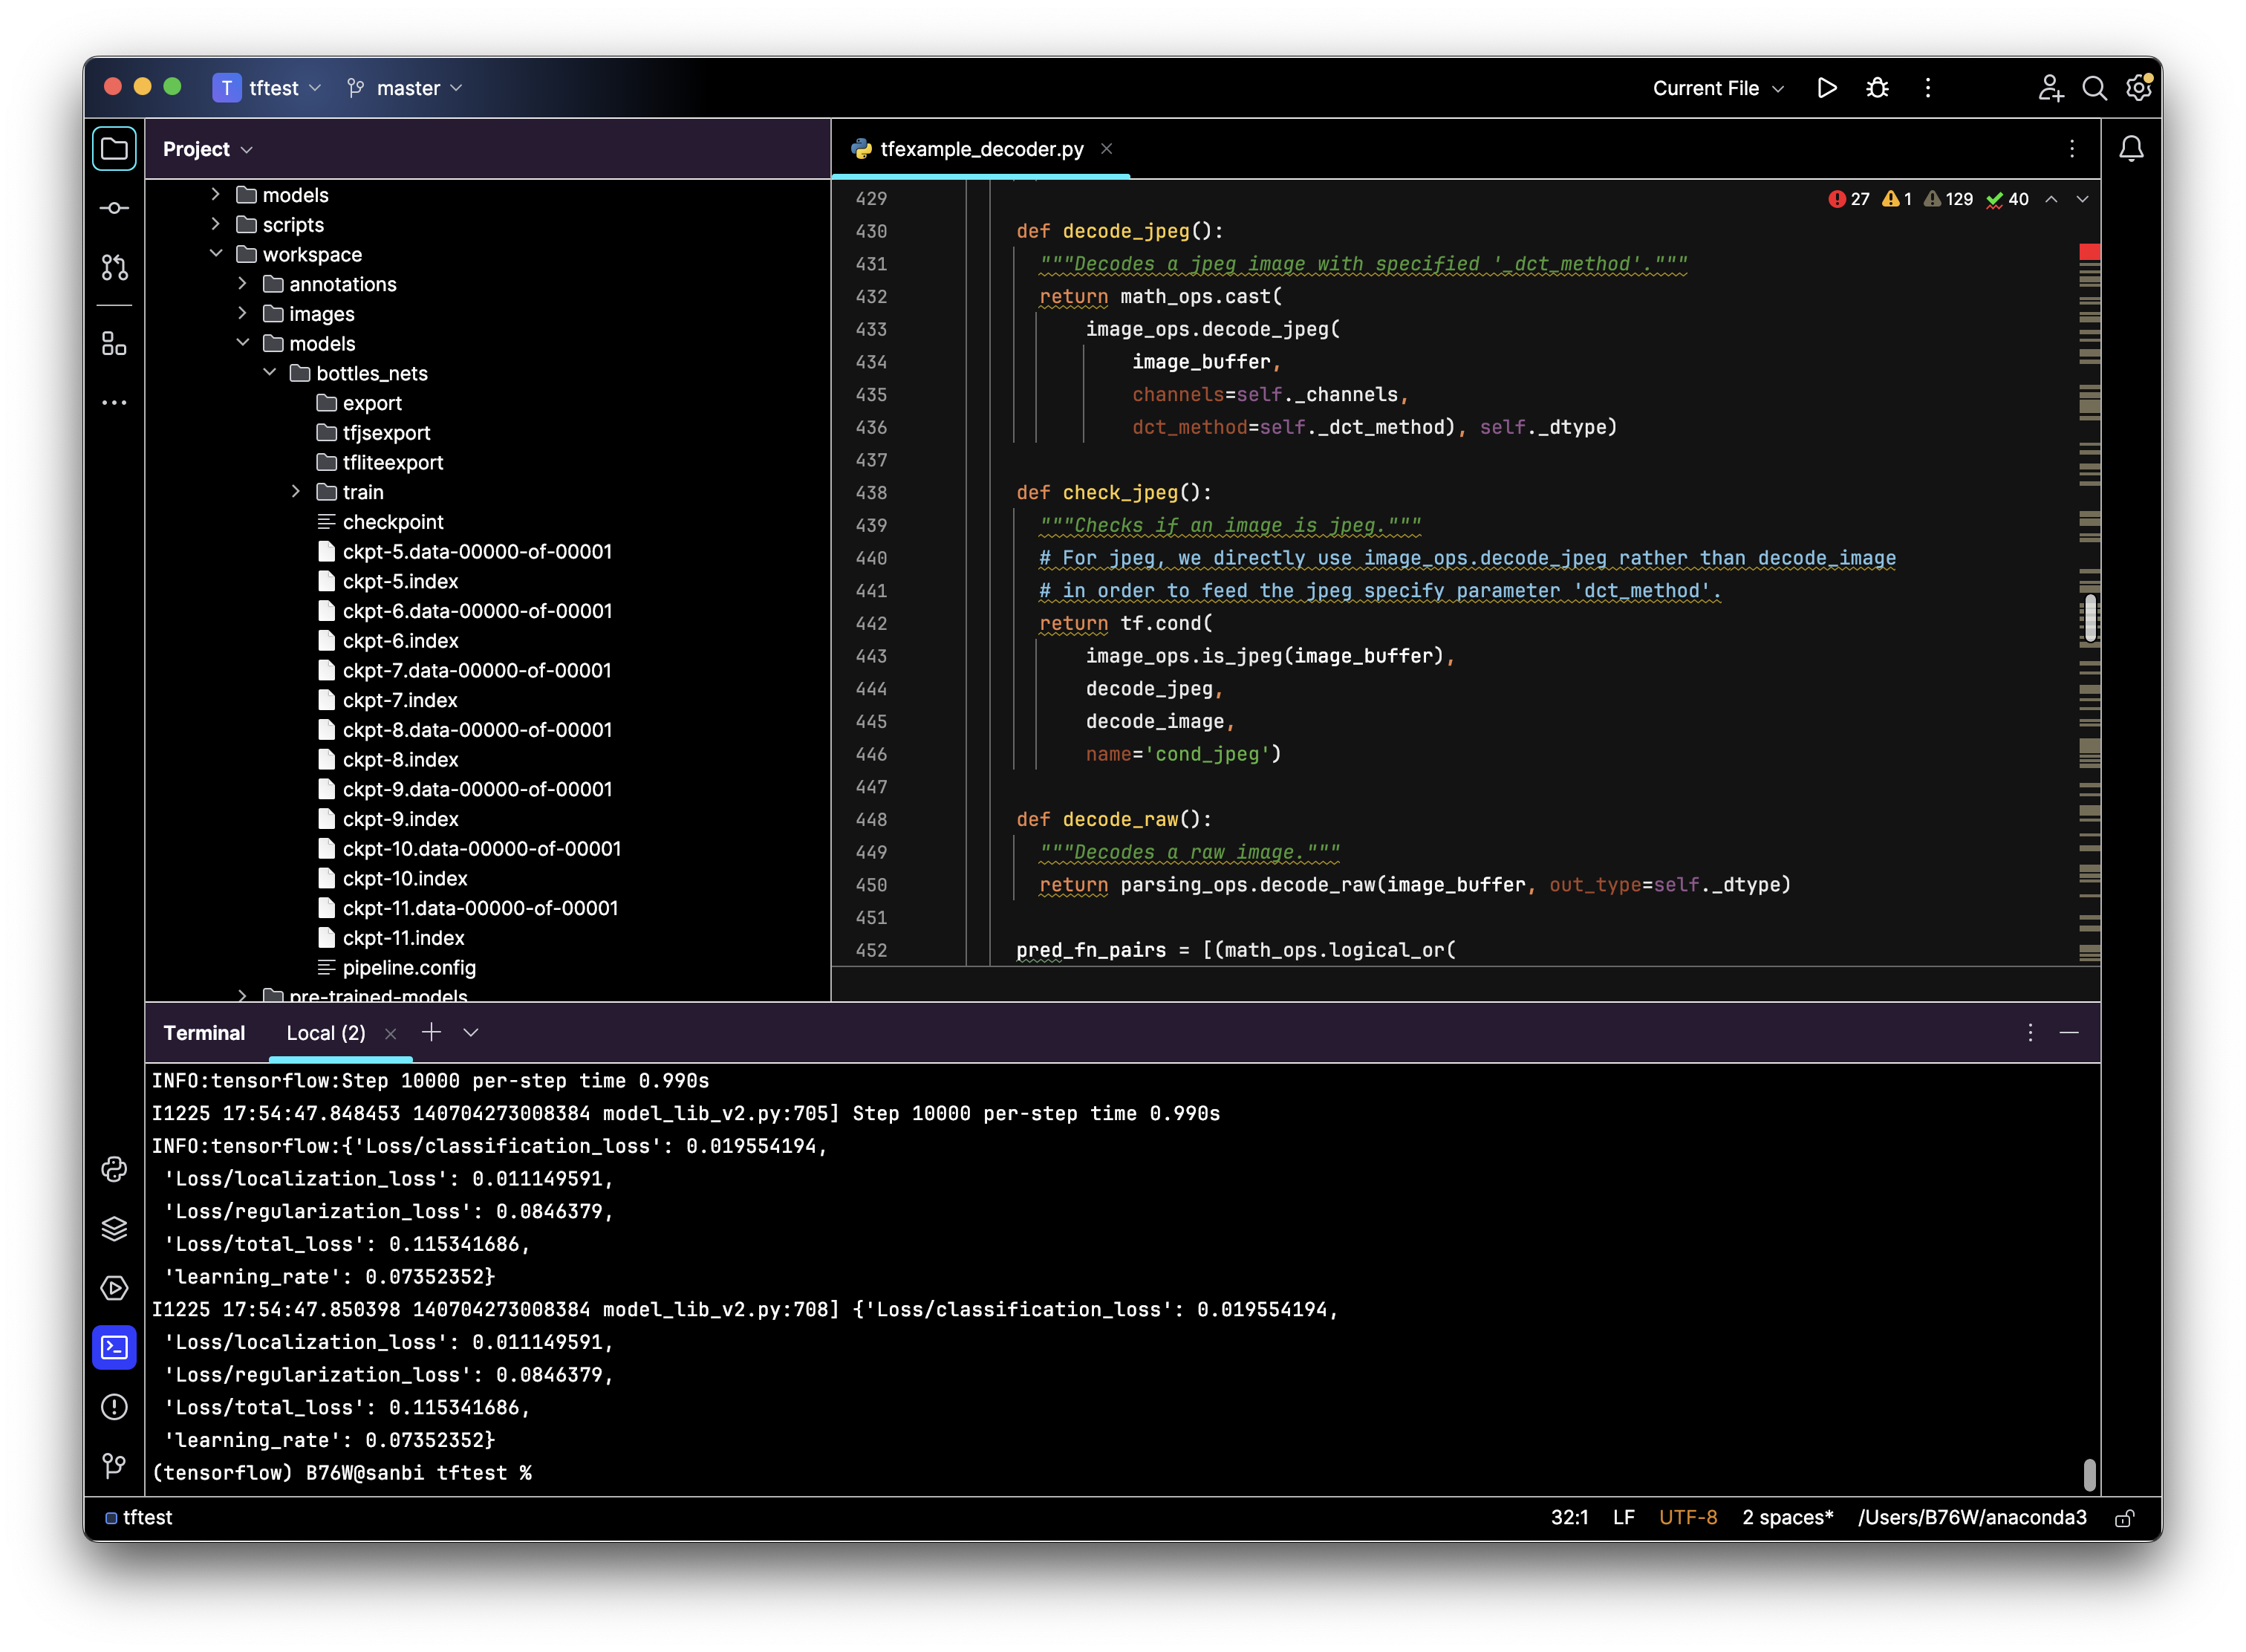 T tftest master Current File
Project
models
scripts
workspace
annotations
images
models
bottles_nets
export
tfjsexport
tfliteexport
train
checkpoint
ckpt-5.data-00000-of-00001
ckpt-5.index
ckpt-6.data-00000-of-00001
ckpt-6.index
ckpt-7.data-00000-of-00001
ckpt-7.index
ckpt-8.data-00000-of-00001
ckpt-8.index
ckpt-9.data-00000-of-00001
ckpt-9.index
ckpt-10.data-00000-of-00001
ckpt-10.index
ckpt-11.data-00000-of-00001
ckpt-11.index
pipeline.config
pre-trained-models
tfexample_decoder.py
27 1 129 40
429
430 def decode_jpeg():
431 """Decodes a jpeg image with specified '_dct_method'."""
432 return math_ops.cast(
433 image_ops.decode_jpeg(
434 image_buffer,
435 channels=self._channels,
436 dct_method=self._dct_method), self._dtype)
437
438 def check_jpeg():
439 """Checks if an image is jpeg."""
440 # For jpeg, we directly use image_ops.decode_jpeg rather than decode_image
441 # in order to feed the jpeg specify parameter 'dct_method'.
442 return tf.cond(
443 image_ops.is_jpeg(image_buffer),
444 decode_jpeg,
445 decode_image,
446 name='cond_jpeg')
447
448 def decode_raw():
449 """Decodes a raw image."""
450 return parsing_ops.decode_raw(image_buffer, out_type=self._dtype)
451
452 pred_fn_pairs = [(math_ops.logical_or(
Terminal Local (2)
INFO:tensorflow:Step 10000 per-step time 0.990s
I1225 17:54:47.848453 140704273008384 model_lib_v2.py:705] Step 10000 per-step time 0.990s
INFO:tensorflow:{'Loss/classification_loss': 0.019554194,
'Loss/localization_loss': 0.011149591,
'Loss/regularization_loss': 0.0846379,
'Loss/total_loss': 0.115341686,
'learning_rate': 0.07352352}
I1225 17:54:47.850398 140704273008384 model_lib_v2.py:708] {'Loss/classification_loss': 0.019554194,
'Loss/localization_loss': 0.011149591,
'Loss/regularization_loss': 0.0846379,
'Loss/total_loss': 0.115341686,
'learning_rate': 0.07352352}
(tensorflow) B76W@sanbi tftest %
tftest 32:1 LF UTF-8 2 spaces* /Users/B76W/anaconda3